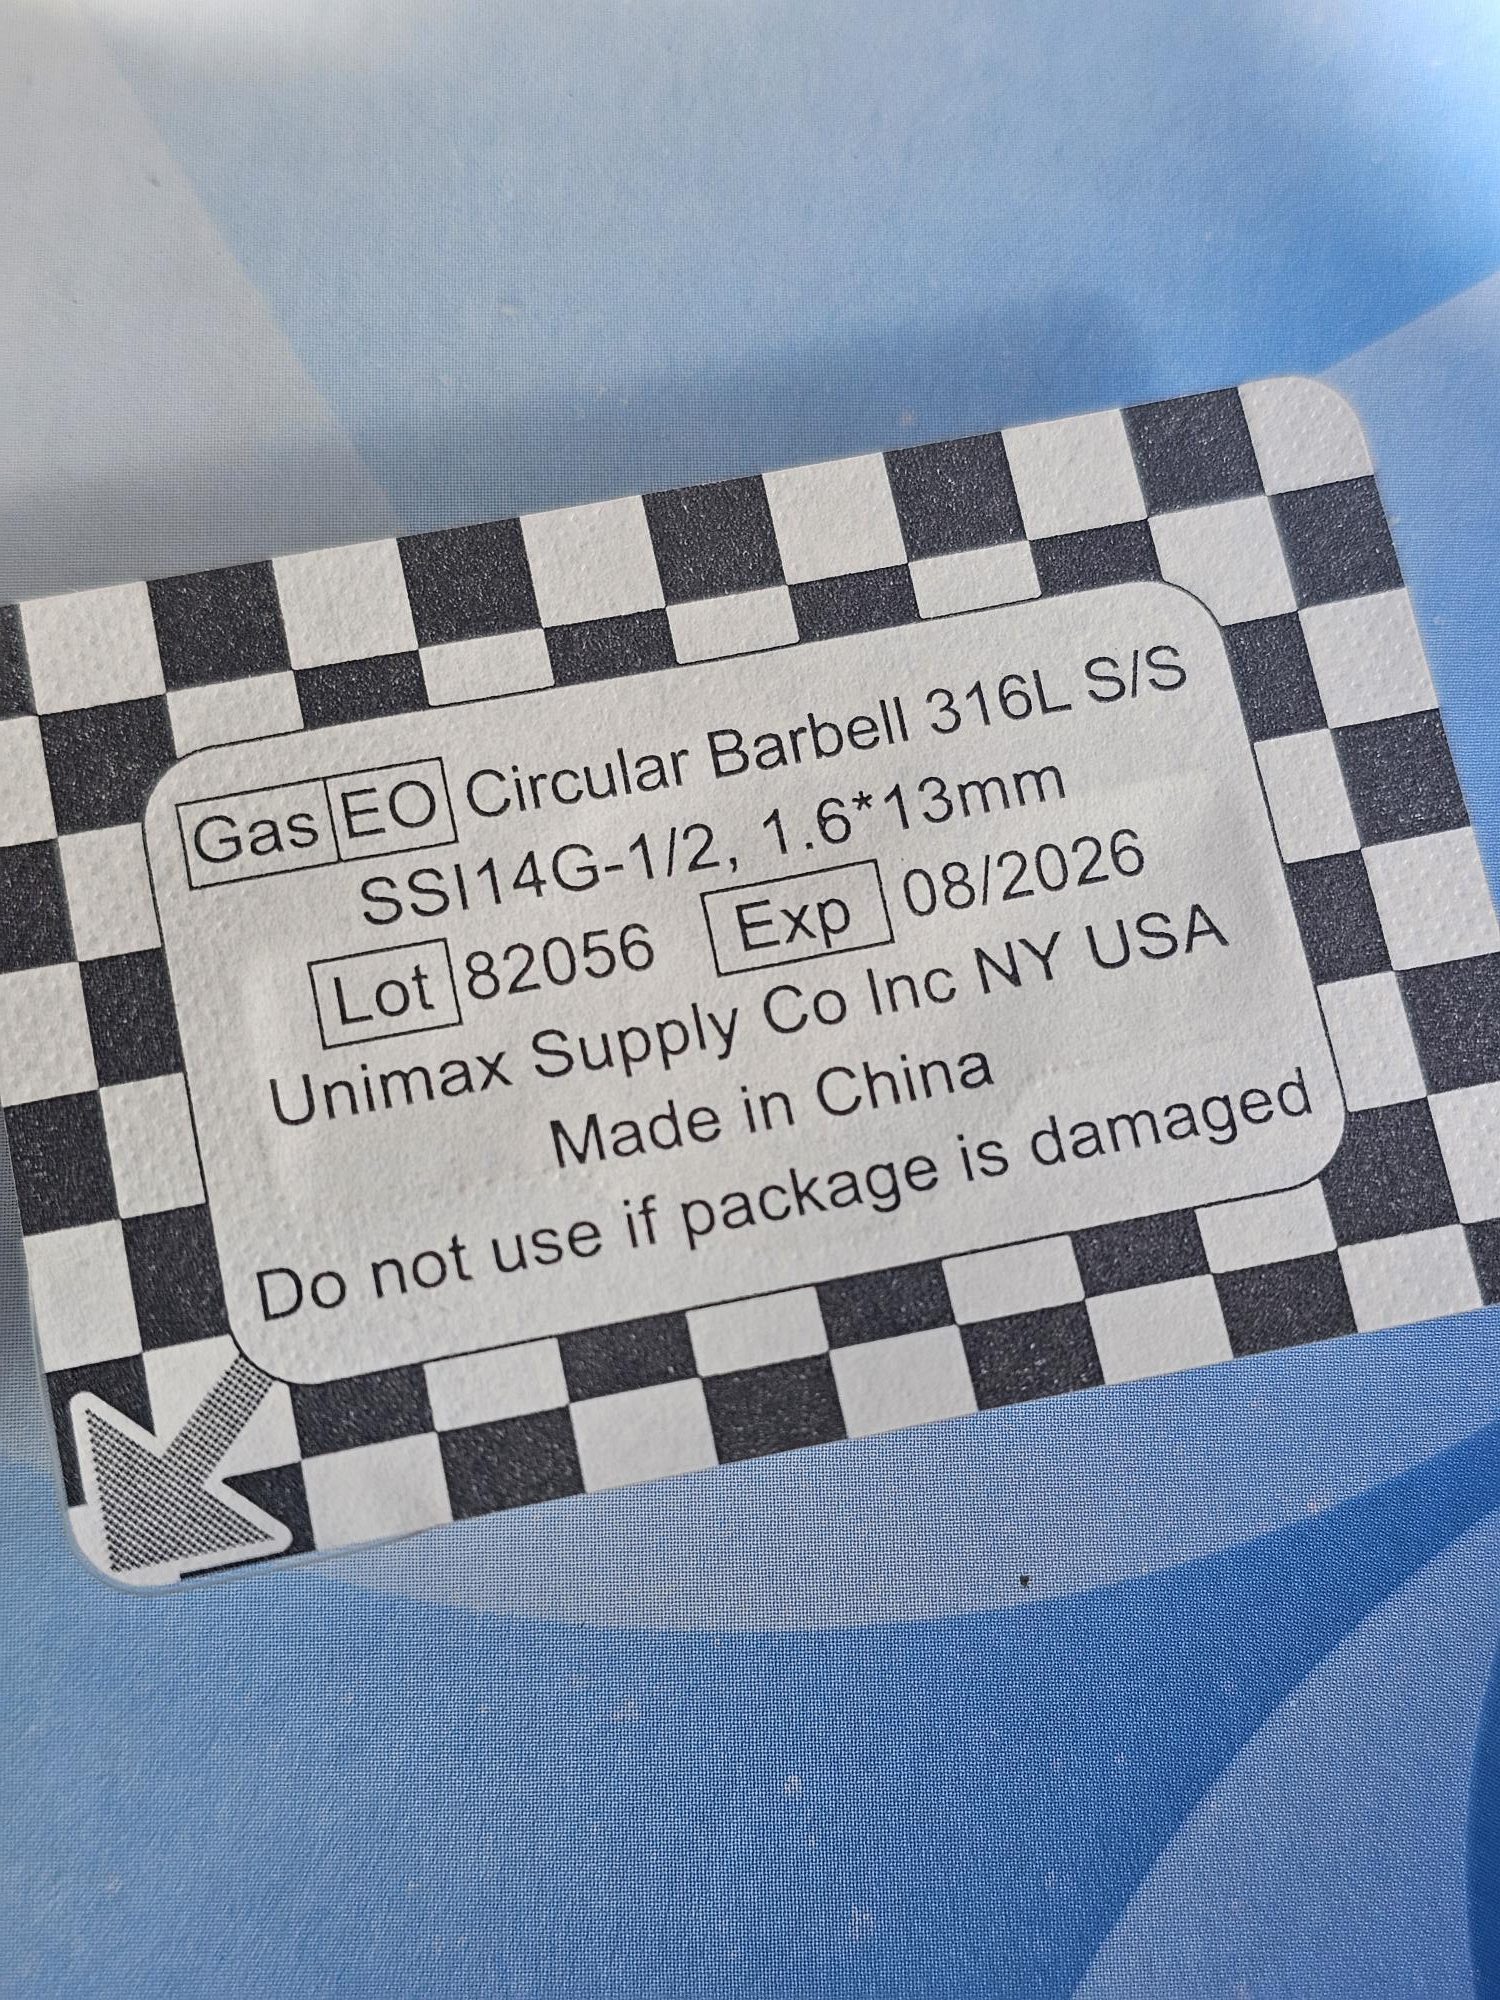 Gas EO Circular Barbell 316L S/S
SSI14G-1/2, 1.6*13mm
Lot 82056 Exp 08/2026
Unimax Supply Co Inc NY USA
Made in China
Do not use if package is damaged